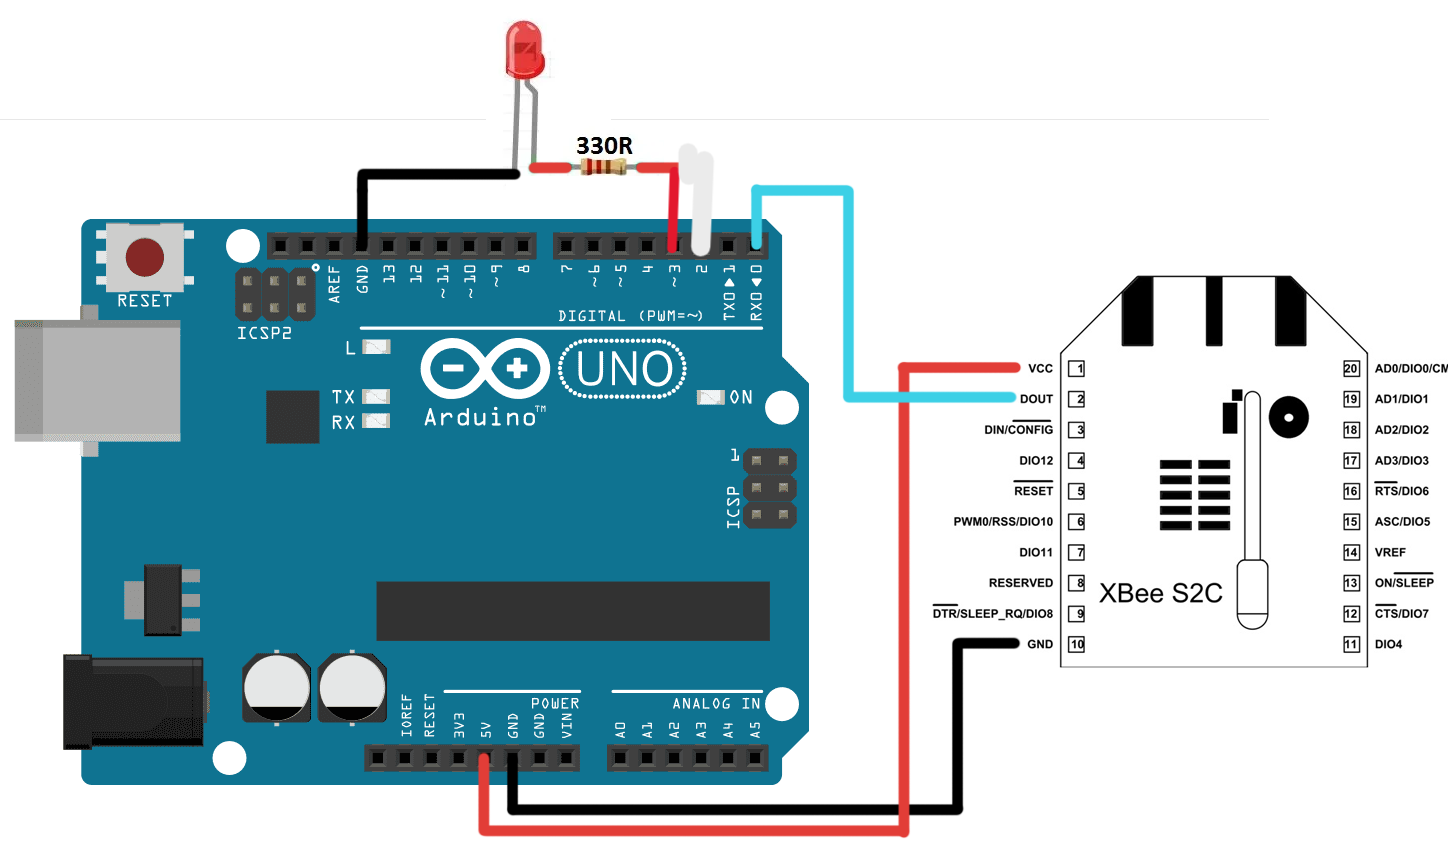 330R
RESET
ICSP2
AREF
GND
13
12
~11
~10
~9
8
7
~6
~5
4
~3
2
TX0▶1
RX0◀0
DIGITAL (PWM=~)
L
TX
RX
Arduino™
UNO
ON
1
ICSP
IOREF
RESET
3V3
5V
GND
GND
VIN
POWER
ANALOG IN
A0
A1
A2
A3
A4
A5
VCC 1
DOUT 2
DIN/CONFIG 3
DIO12 4
RESET 5
PWM0/RSS/DIO10 6
DIO11 7
RESERVED 8
DTR/SLEEP_RQ/DIO8 9
GND 10
XBee S2C
20 AD0/DIO0/CM
19 AD1/DIO1
18 AD2/DIO2
17 AD3/DIO3
16 RTS/DIO6
15 ASC/DIO5
14 VREF
13 ON/SLEEP
12 CTS/DIO7
11 DIO4